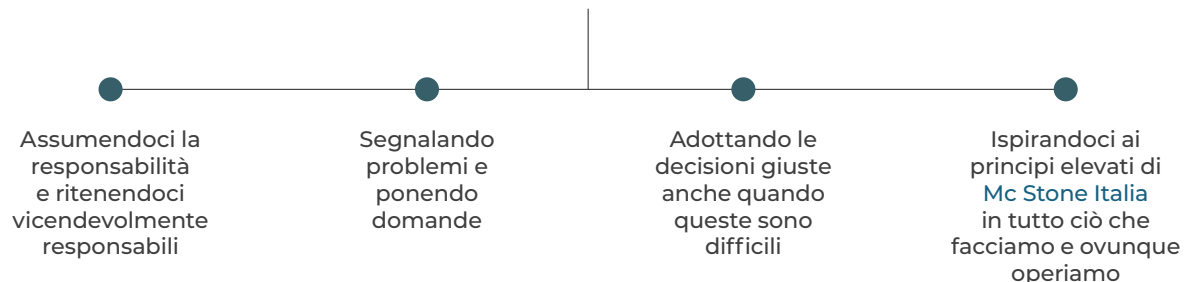 Assumendoci la
responsabilità
e ritenendoci
vicendevolmente
responsabili
Segnalando
problemi e
ponendo
domande
Adottando le
decisioni giuste
anche quando
queste sono
difficili
Ispirandoci ai
principi elevati di
Mc Stone Italia
in tutto ciò che
facciamo e ovunque
operiamo